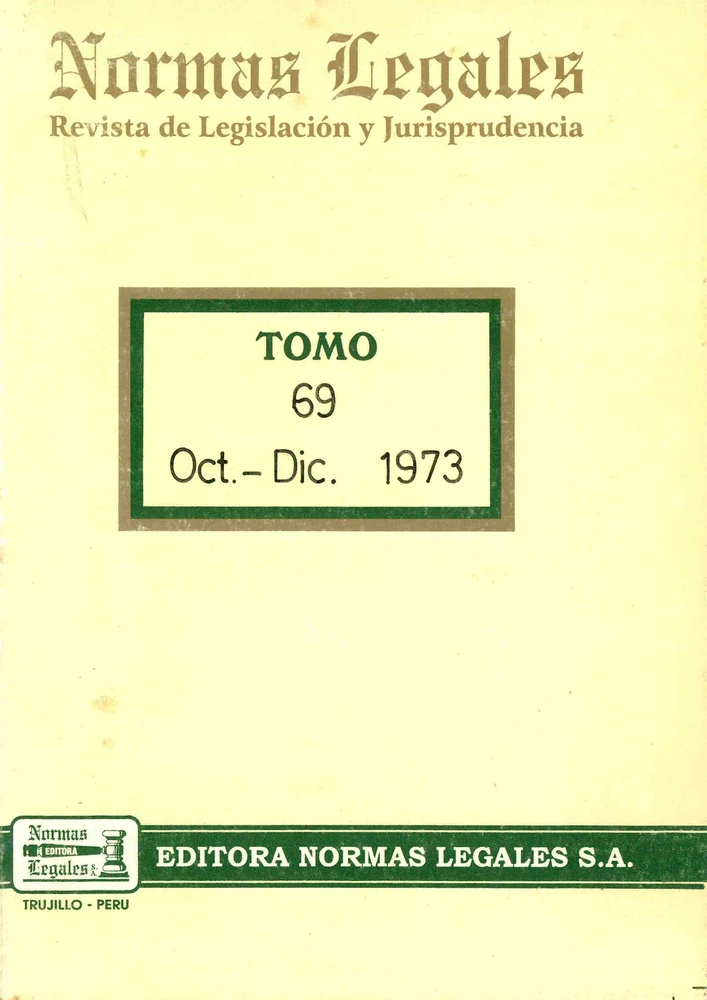 Normas Legales
Revista de Legislación y Jurisprudencia
TOMO
69
Oct.- Dic. 1973
Normas
EDITORA
Legales S.A.
EDITORA NORMAS LEGALES S.A.
TRUJILLO - PERU